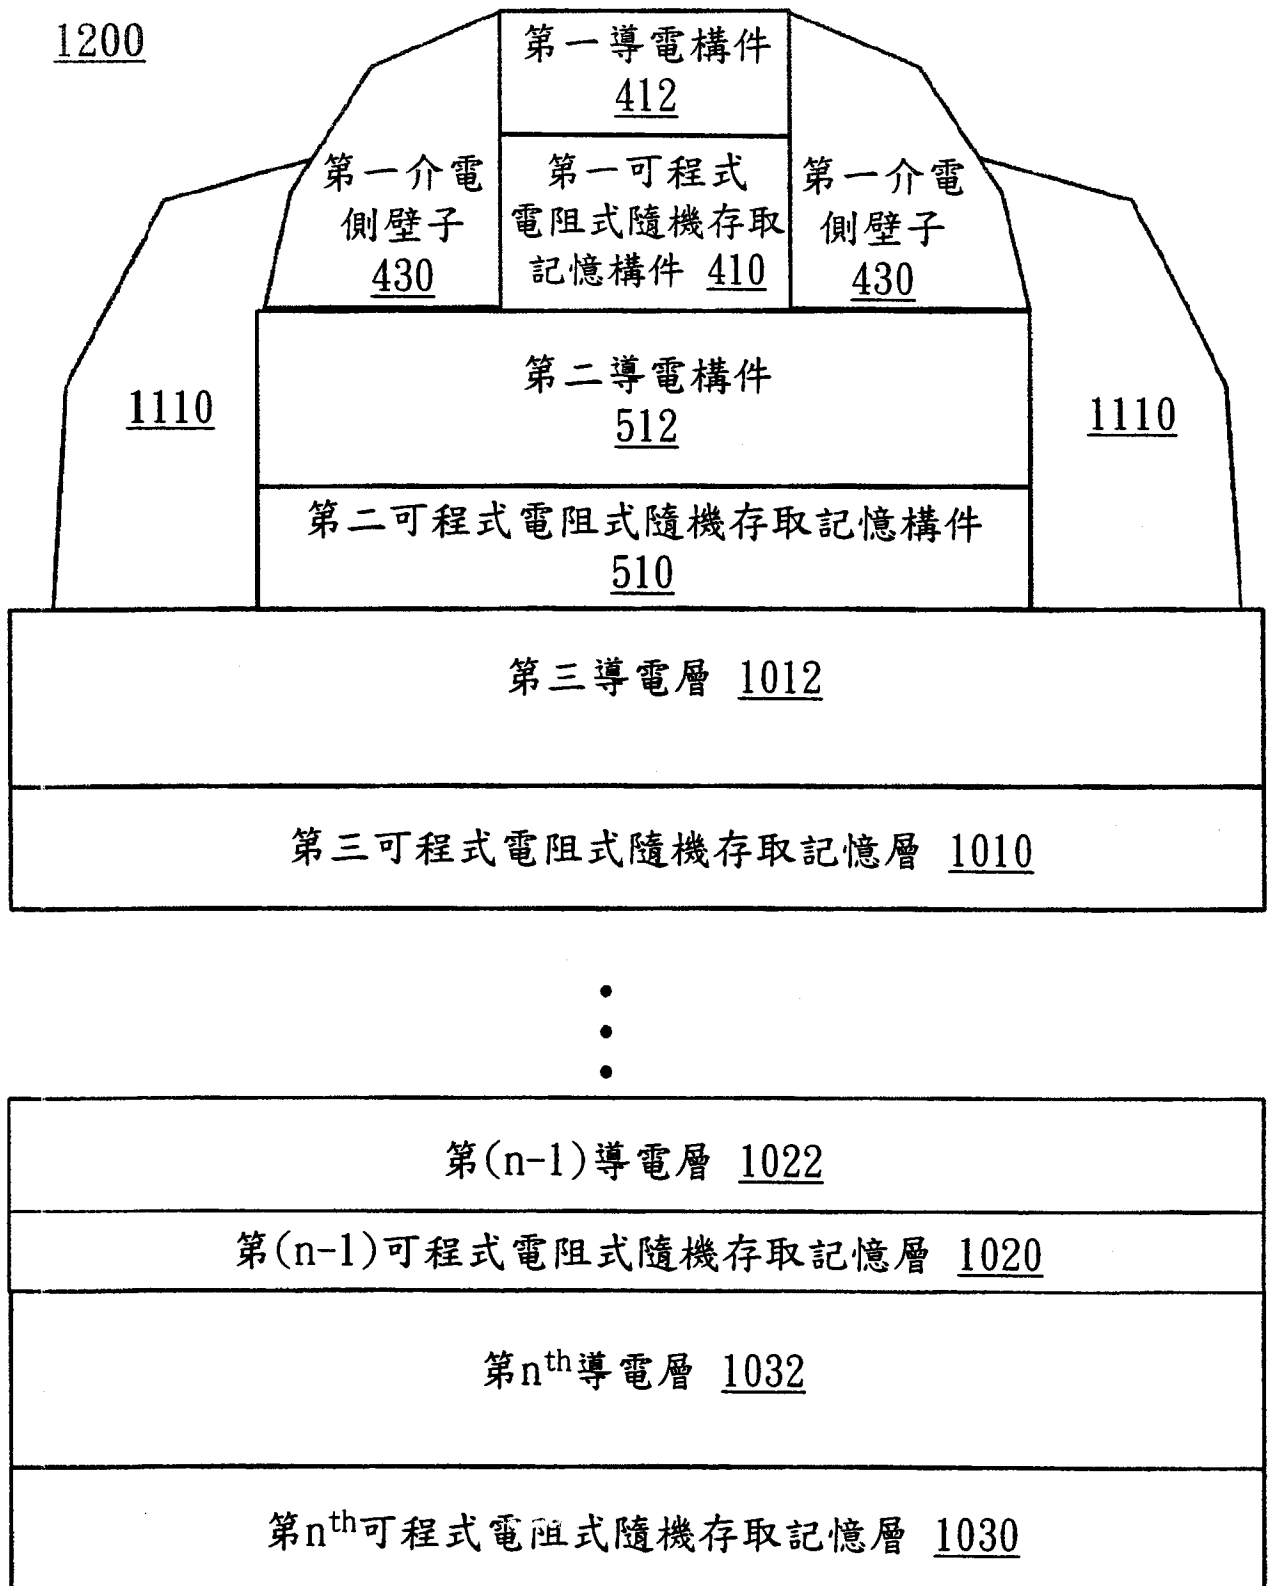 1200
第一導電構件
412
第一介電
側壁子
430
第一可程式
電阻式隨機存取
記憶構件 410
第一介電
側壁子
430
第二導電構件
512
1110
1110
第二可程式電阻式隨機存取記憶構件
510
第三導電層 1012
第三可程式電阻式隨機存取記憶層 1010
第(n-1)導電層 1022
第(n-1)可程式電阻式隨機存取記憶層 1020
第nth導電層 1032
第nth可程式電阻式隨機存取記憶層 1030